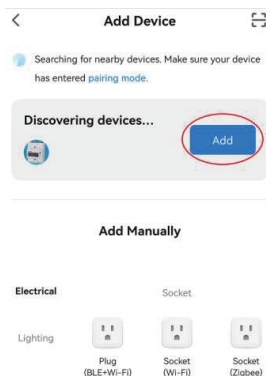 Add Device
Searching for nearby devices. Make sure your device
has entered pairing mode.
Discovering devices...
Add
Add Manually
Electrical
Socket
Lighting
Plug
(BLE+Wi-Fi)
Socket
(Wi-Fi)
Socket
(Zigbee)